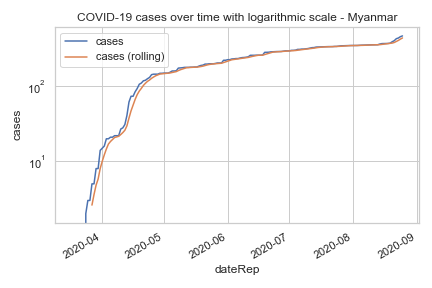 COVID-19 cases over time with logarithmic scale - Myanmar
cases
cases (rolling)
10²
10¹
cases
2020-04
2020-05
2020-06
2020-07
2020-08
2020-09
dateRep